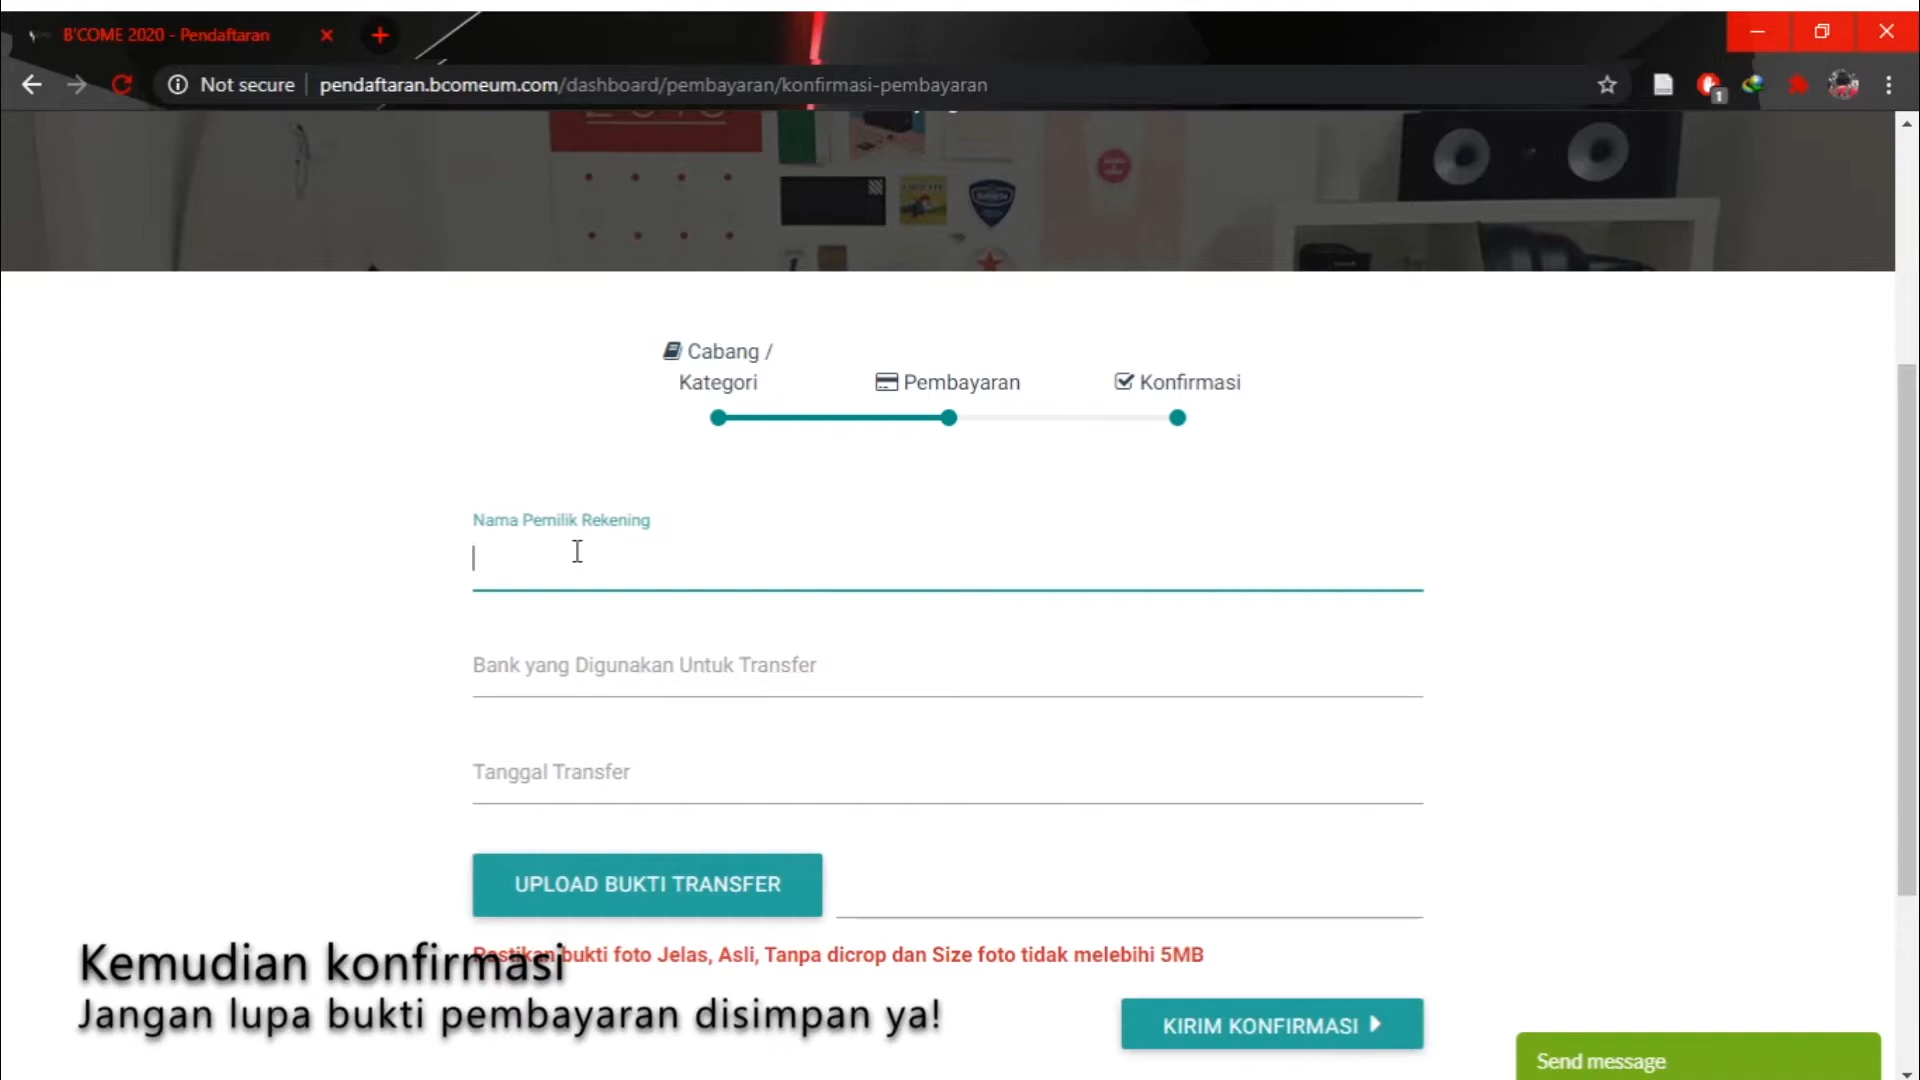 B'COME 2020 - Pendaftaran
Not secure
pendaftaran.bcomeum.com/dashboard/pembayaran/konfirmasi-pembayaran
1
Cabang /
Kategori
Pembayaran
Konfirmasi
Nama Pemilik Rekening
Bank yang Digunakan Untuk Transfer
Tanggal Transfer
UPLOAD BUKTI TRANSFER
Pastikan bukti foto Jelas, Asli, Tanpa dicrop dan Size foto tidak melebihi 5MB
Kemudian konfirmasi
Jangan lupa bukti pembayaran disimpan ya!
KIRIM KONFIRMASI
Send message